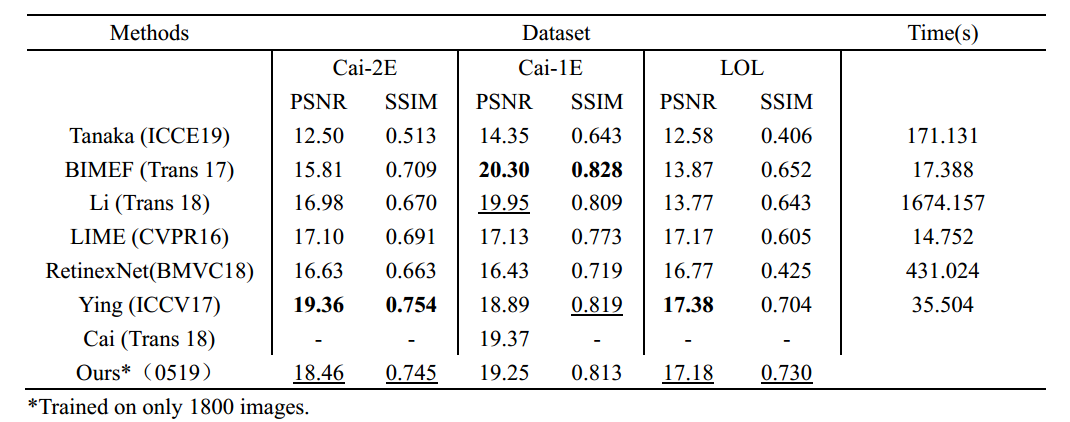 Methods Dataset Time(s)
Cai-2E Cai-1E LOL
PSNR SSIM PSNR SSIM PSNR SSIM
Tanaka (ICCE19) 12.50 0.513 14.35 0.643 12.58 0.406 171.131
BIMEF (Trans 17) 15.81 0.709 20.30 0.828 13.87 0.652 17.388
Li (Trans 18) 16.98 0.670 19.95 0.809 13.77 0.643 1674.157
LIME (CVPR16) 17.10 0.691 17.13 0.773 17.17 0.605 14.752
RetinexNet(BMVC18) 16.63 0.663 16.43 0.719 16.77 0.425 431.024
Ying (ICCV17) 19.36 0.754 18.89 0.819 17.38 0.704 35.504
Cai (Trans 18) - - 19.37 - - -
Ours*（0519） 18.46 0.745 19.25 0.813 17.18 0.730
*Trained on only 1800 images.